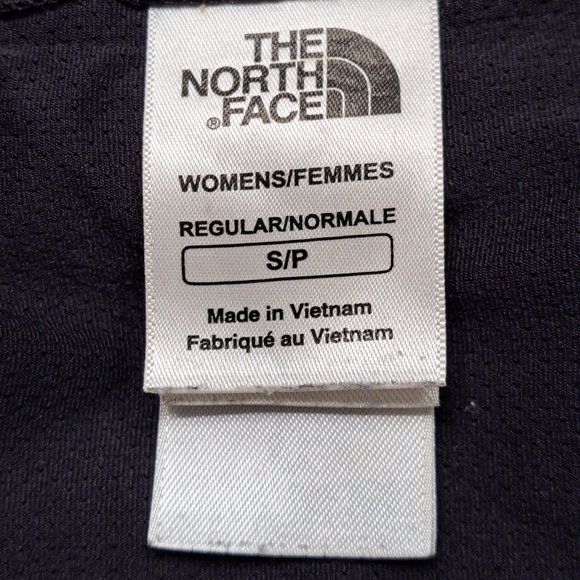 THE
NORTH
FACE
®
WOMENS/FEMMES
REGULAR/NORMALE
S/P
Made in Vietnam
Fabriqué au Vietnam